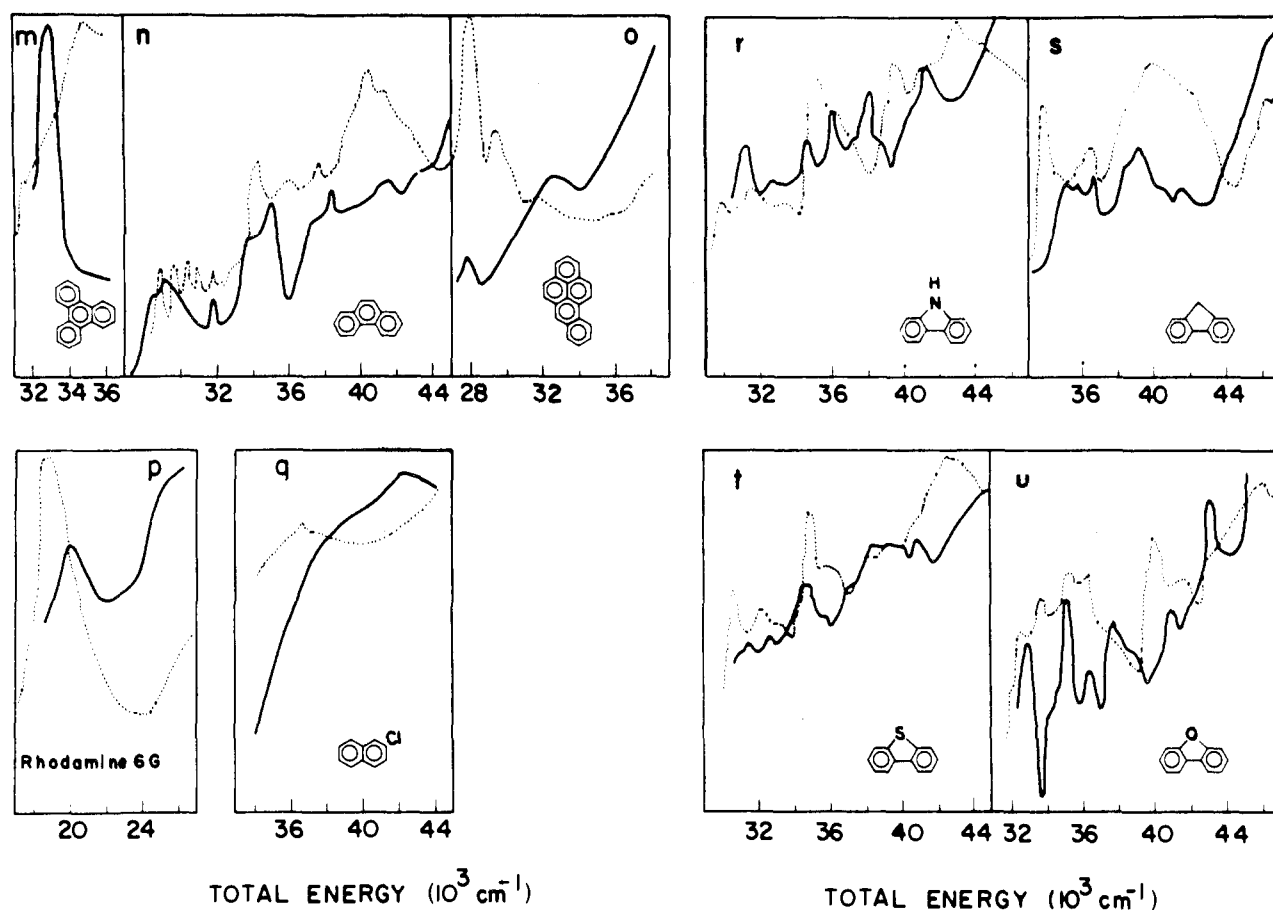 m n o r s
H
N
32 34 36 32 36 40 44 28 32 36 32 36 40 44 36 40 44
p q t u
Cl
S O
Rhodamine 6G
20 24 36 40 44 32 36 40 44 32 36 40 44
TOTAL ENERGY (10³ cm⁻¹) TOTAL ENERGY (10³ cm⁻¹)